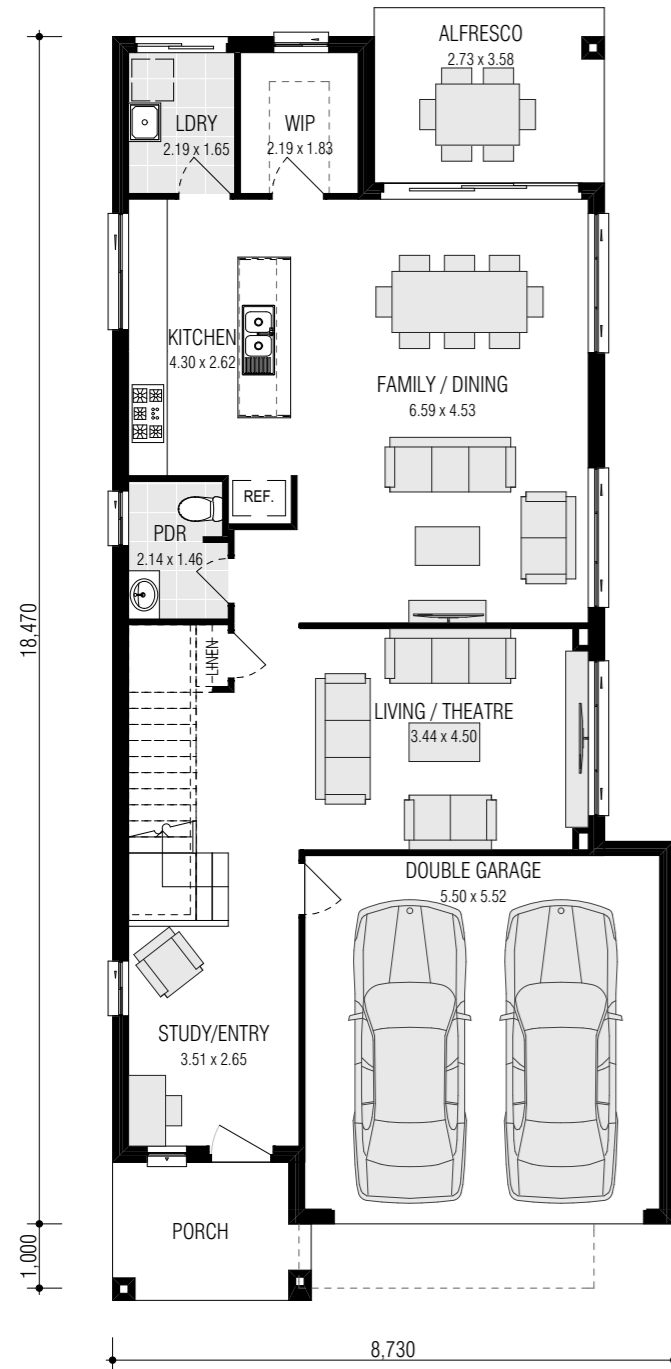 ALFRESCO
2.73 x 3.58
LDRY
2.19 x 1.65
WIP
2.19 x 1.83
KITCHEN
4.30 x 2.62
FAMILY / DINING
6.59 x 4.53
REF.
PDR
2.14 x 1.46
18,470
LINEN
LIVING / THEATRE
3.44 x 4.50
DOUBLE GARAGE
5.50 x 5.52
STUDY/ENTRY
3.51 x 2.65
PORCH
1,000
8,730